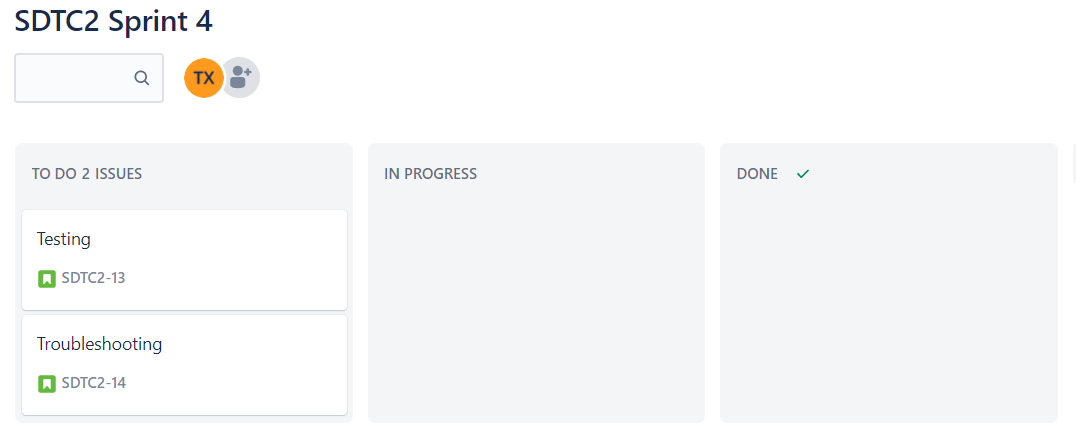 SDTC2 Sprint 4
TX
TO DO 2 ISSUES
Testing
SDTC2-13
Troubleshooting
SDTC2-14
IN PROGRESS
DONE